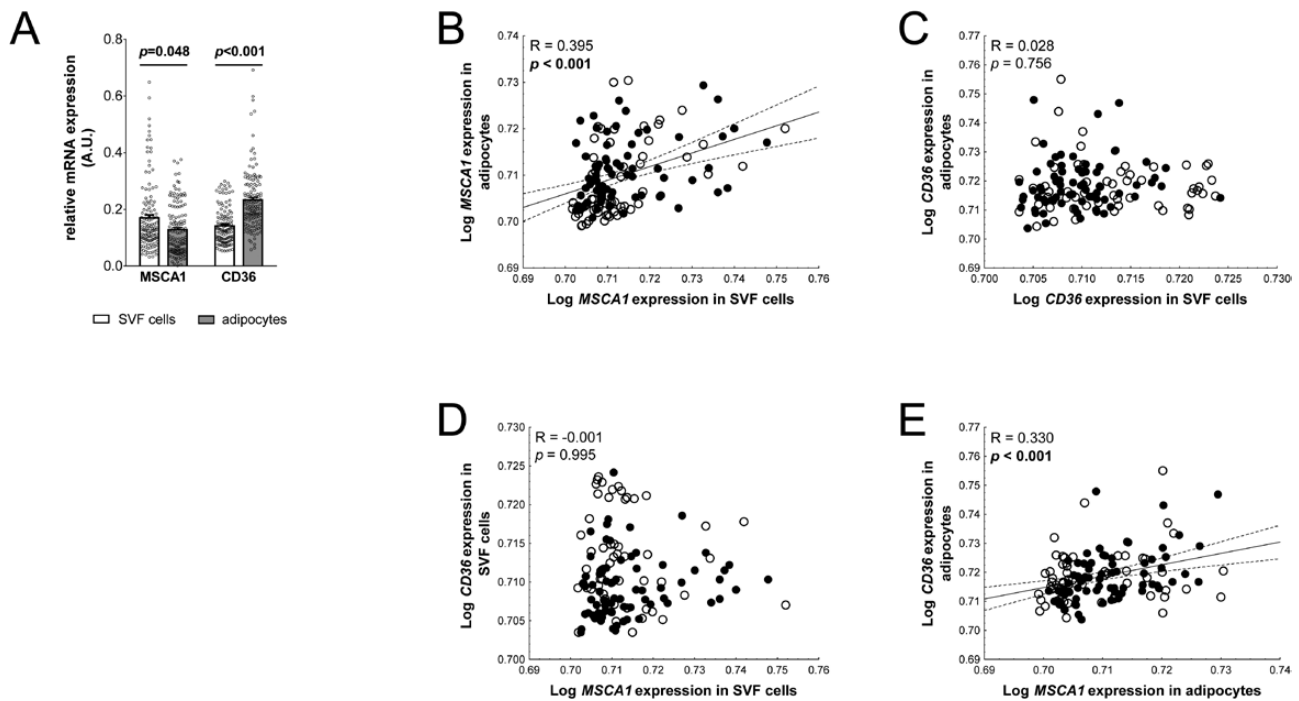 A
relative mRNA expression
(A.U.)
0.8
0.6
0.4
0.2
0.0
p=0.048
p<0.001
MSCA1
CD36
SVF cells
adipocytes
B
R = 0.395
p < 0.001
Log MSCA1 expression in
adipocytes
0.74
0.73
0.72
0.71
0.70
0.69
0.69 0.70 0.71 0.72 0.73 0.74 0.75 0.76
Log MSCA1 expression in SVF cells
C
R = 0.028
p = 0.756
Log CD36 expression in
adipocytes
0.77
0.76
0.75
0.74
0.73
0.72
0.71
0.70
0.69
0.700 0.705 0.710 0.715 0.720 0.725 0.730
Log CD36 expression in SVF cells
D
R = -0.001
p = 0.995
Log CD36 expression in
SVF cells
0.730
0.725
0.720
0.715
0.710
0.705
0.700
0.69 0.70 0.71 0.72 0.73 0.74 0.75 0.76
Log MSCA1 expression in SVF cells
E
R = 0.330
p < 0.001
Log CD36 expression in
adipocytes
0.77
0.76
0.75
0.74
0.73
0.72
0.71
0.70
0.69
0.69 0.70 0.71 0.72 0.73 0.74
Log MSCA1 expression in adipocytes